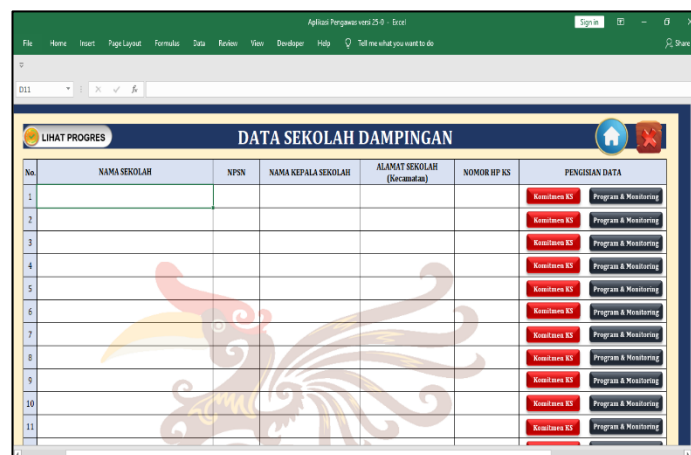 Aplikasi Pengawas versi 25-0 - Excel
Sign in
File Home Insert Page Layout Formulas Data Review View Developer Help Tell me what you want to do
Share
D11
fx
LIHAT PROGRES
DATA SEKOLAH DAMPINGAN
No. NAMA SEKOLAH NPSN NAMA KEPALA SEKOLAH ALAMAT SEKOLAH (Kecamatan) NOMOR HP KS PENGISIAN DATA
1 Komitmen KS Program & Monitoring
2 Komitmen KS Program & Monitoring
3 Komitmen KS Program & Monitoring
4 Komitmen KS Program & Monitoring
5 Komitmen KS Program & Monitoring
6 Komitmen KS Program & Monitoring
7 Komitmen KS Program & Monitoring
8 Komitmen KS Program & Monitoring
9 Komitmen KS Program & Monitoring
10 Komitmen KS Program & Monitoring
11 Komitmen KS Program & Monitoring